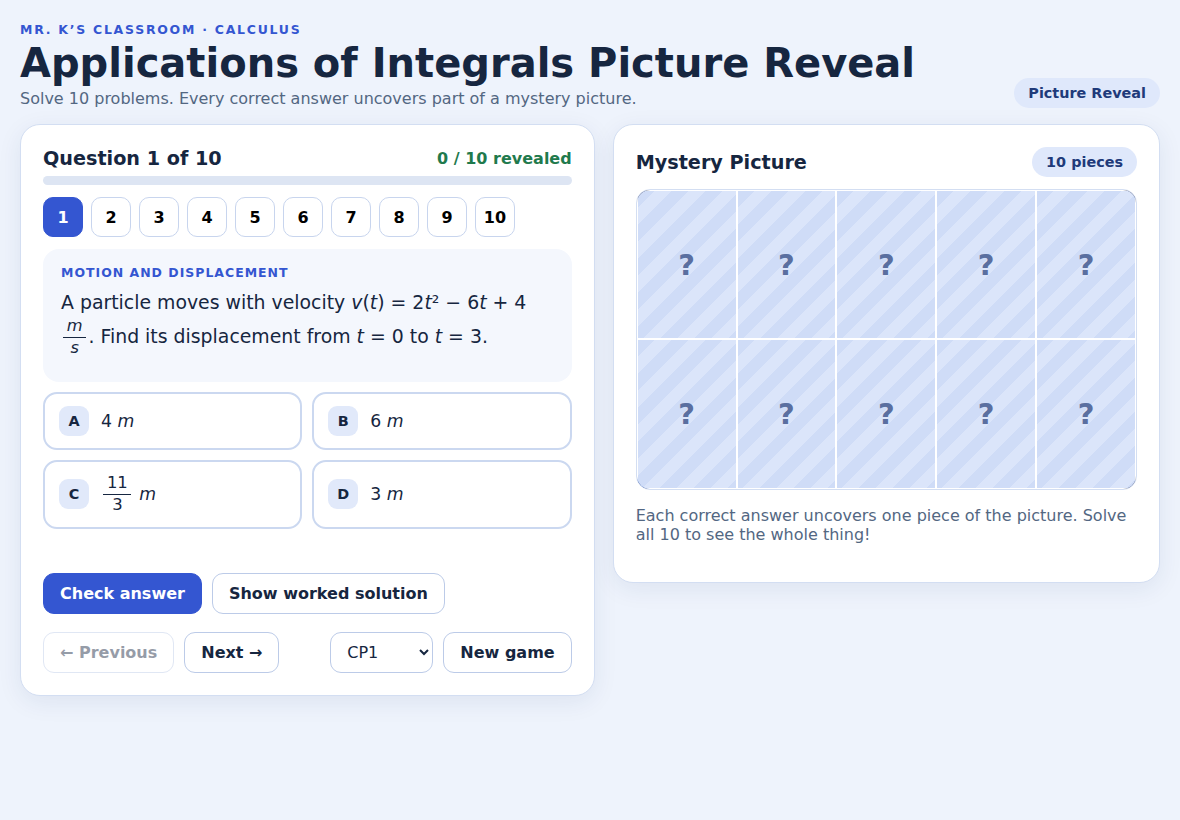 MR. K’S CLASSROOM · CALCULUS
Applications of Integrals Picture Reveal
Solve 10 problems. Every correct answer uncovers part of a mystery picture.
Picture Reveal
Question 1 of 10
0 / 10 revealed
1 2 3 4 5 6 7 8 9 10
MOTION AND DISPLACEMENT
A particle moves with velocity v(t) = 2t² − 6t + 4
m/s. Find its displacement from t = 0 to t = 3.
A 4 m
B 6 m
C 11/3 m
D 3 m
Check answer
Show worked solution
← Previous
Next →
CP1
New game
Mystery Picture
10 pieces
? ? ? ? ?
? ? ? ? ?
Each correct answer uncovers one piece of the picture. Solve
all 10 to see the whole thing!